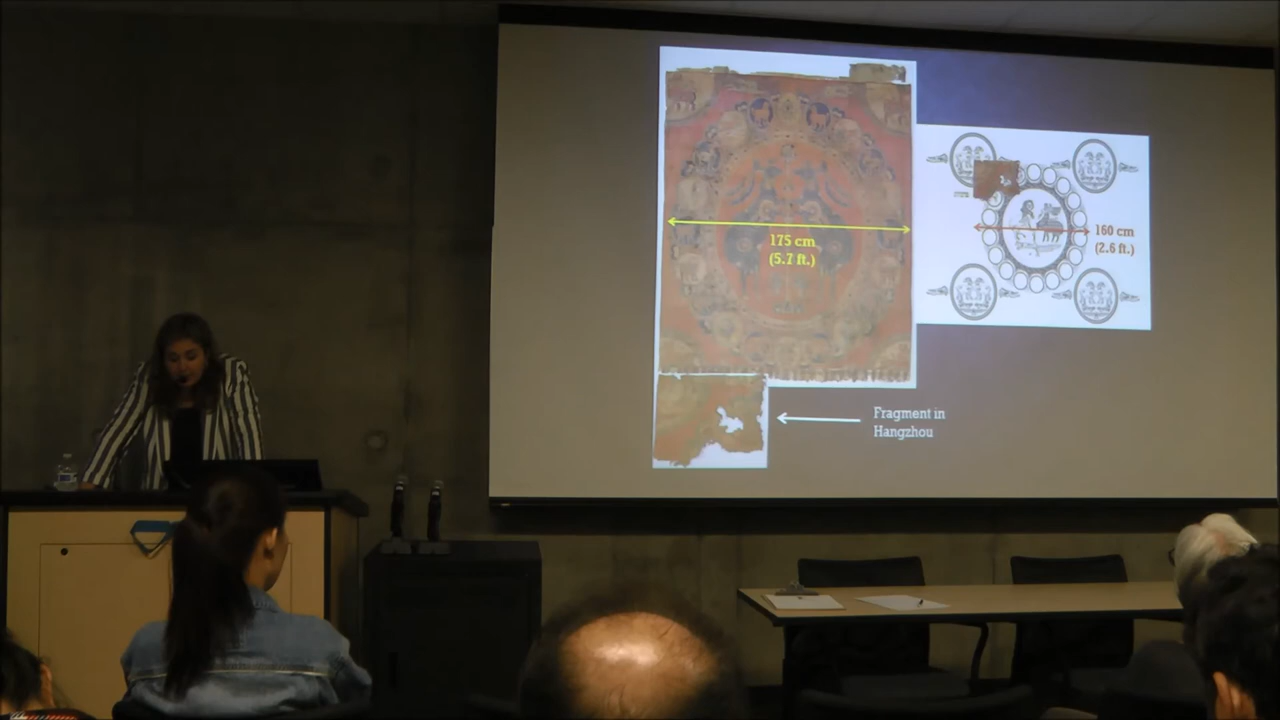 175 cm
(5.7 ft.)
160 cm
(2.6 ft.)
Fragment in
Hangzhou